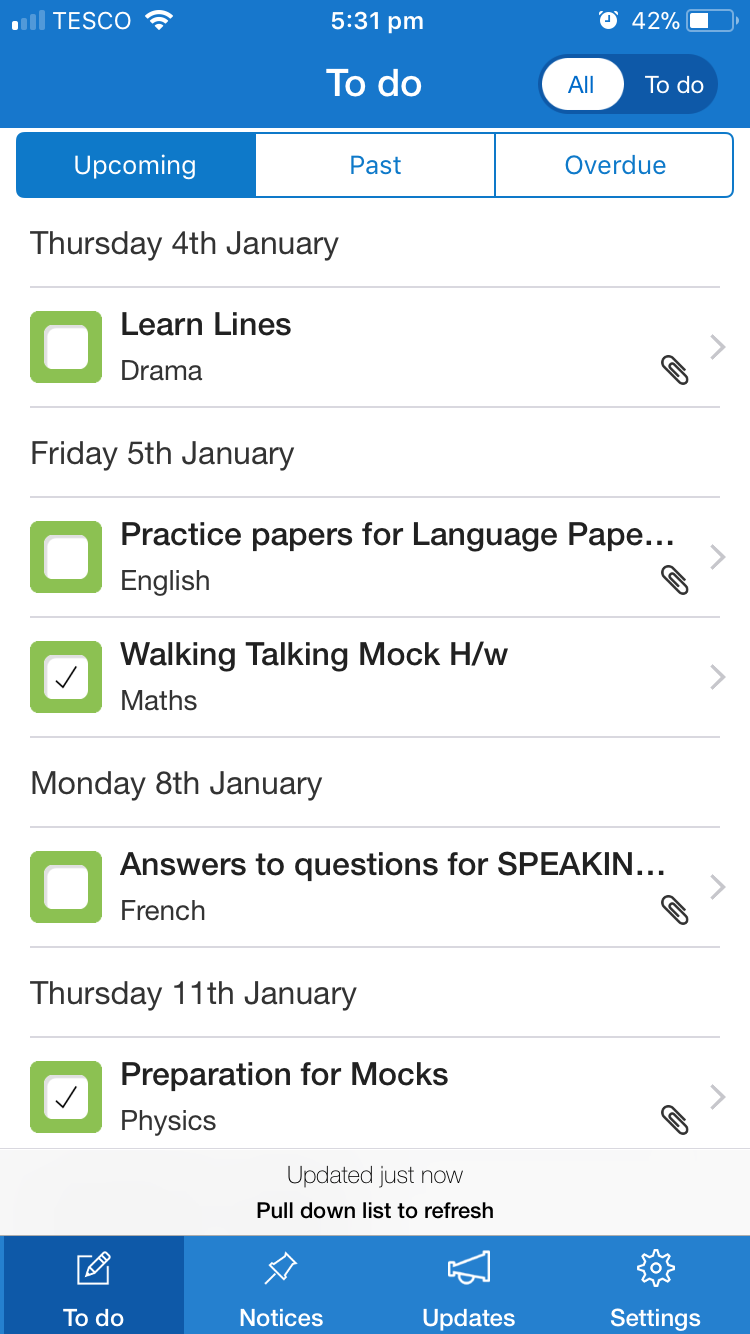 TESCO 5:31 pm 42%
To do
All To do
Upcoming Past Overdue
Thursday 4th January
Learn Lines
Drama
Friday 5th January
Practice papers for Language Pape...
English
Walking Talking Mock H/w
Maths
Monday 8th January
Answers to questions for SPEAKIN...
French
Thursday 11th January
Preparation for Mocks
Physics
Updated just now
Pull down list to refresh
To do Notices Updates Settings